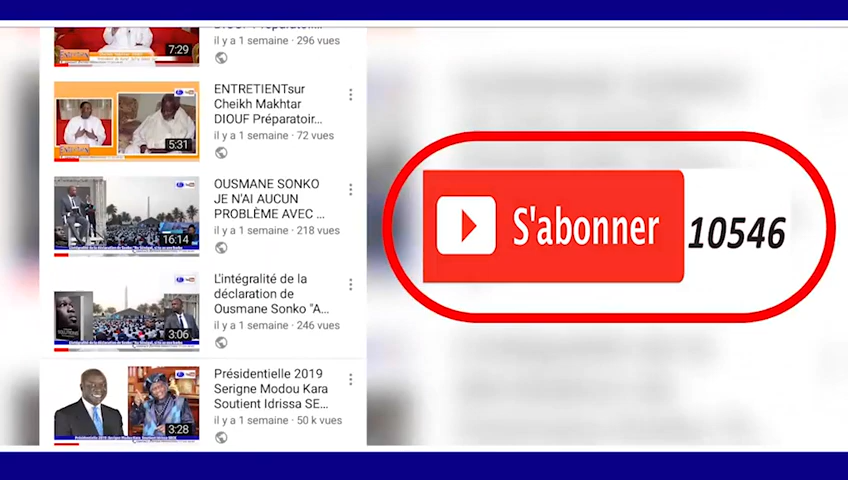 DIOUF Préparatoir...
il y a 1 semaine · 296 vues
7:29
ENTRETIENTsur
Cheikh Makhtar
DIOUF Préparatoir...
il y a 1 semaine · 72 vues
5:31
OUSMANE SONKO
JE N'AI AUCUN
PROBLÈME AVEC ...
il y a 1 semaine · 218 vues
16:14
L'intégralité de la
déclaration de
Ousmane Sonko "A...
il y a 1 semaine · 246 vues
3:06
Présidentielle 2019
Serigne Modou Kara
Soutient Idrissa SE...
il y a 1 semaine · 50 k vues
3:28
S'abonner 10546